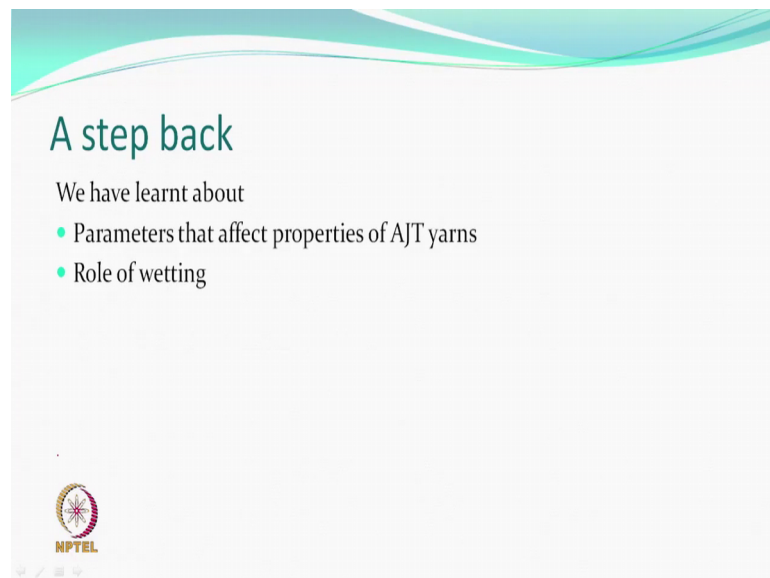 A step back
We have learnt about
• Parameters that affect properties of AJT yarns
• Role of wetting
NPTEL